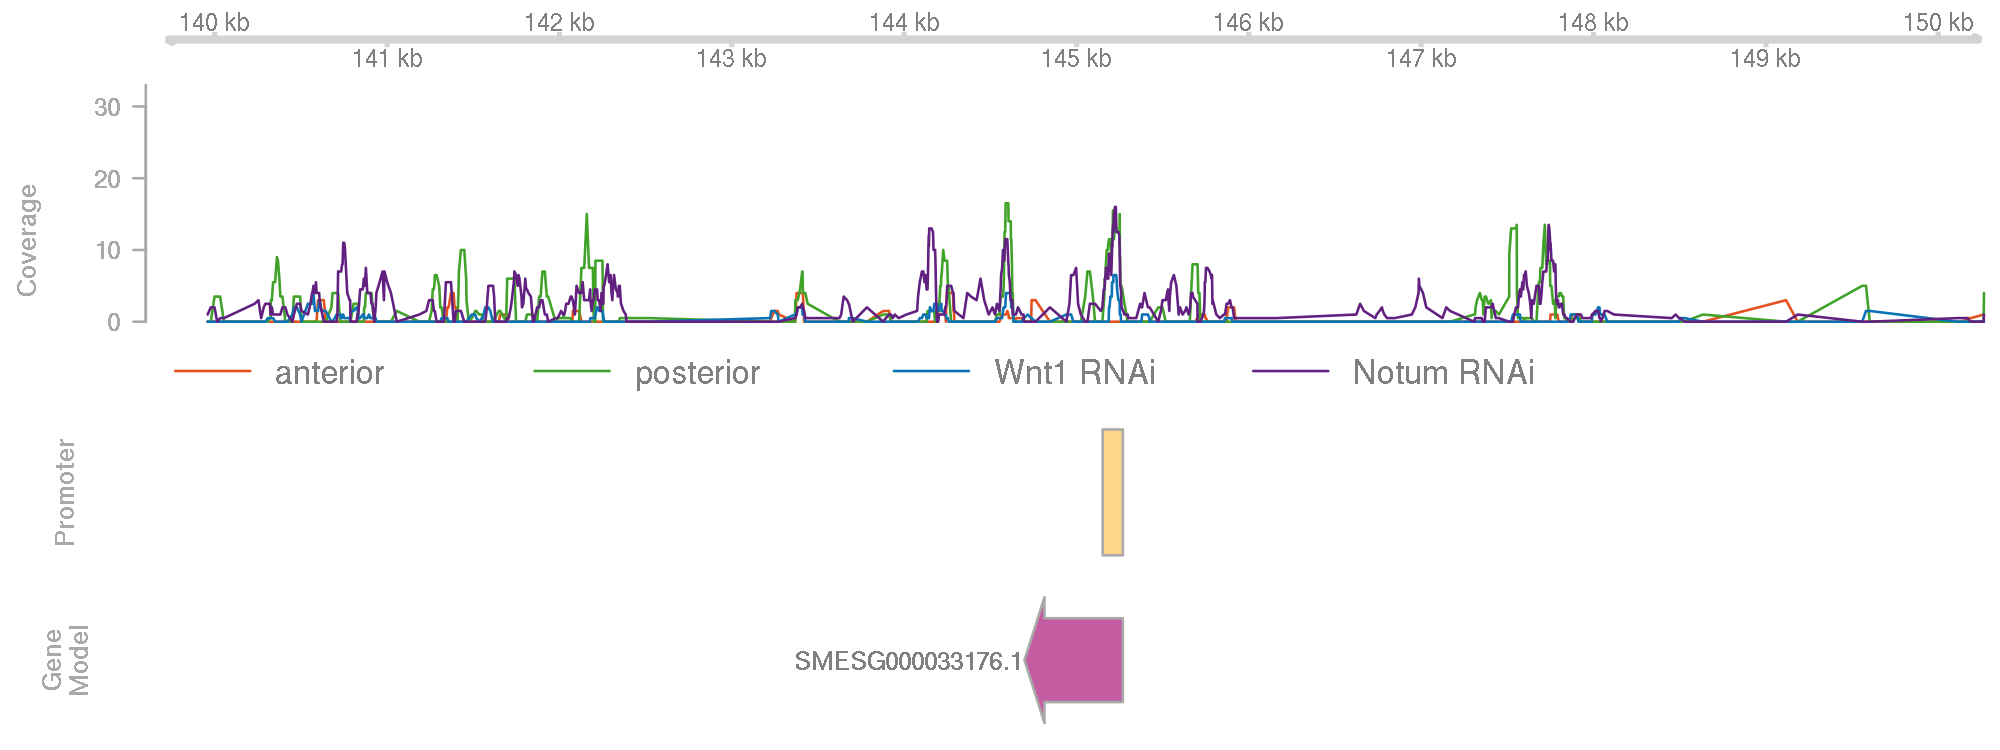 140 kb 142 kb 144 kb 146 kb 148 kb 150 kb
141 kb 143 kb 145 kb 147 kb 149 kb
Coverage
30
20
10
0
anterior posterior Wnt1 RNAi Notum RNAi
Promoter
Gene
Model
SMESG000033176.1